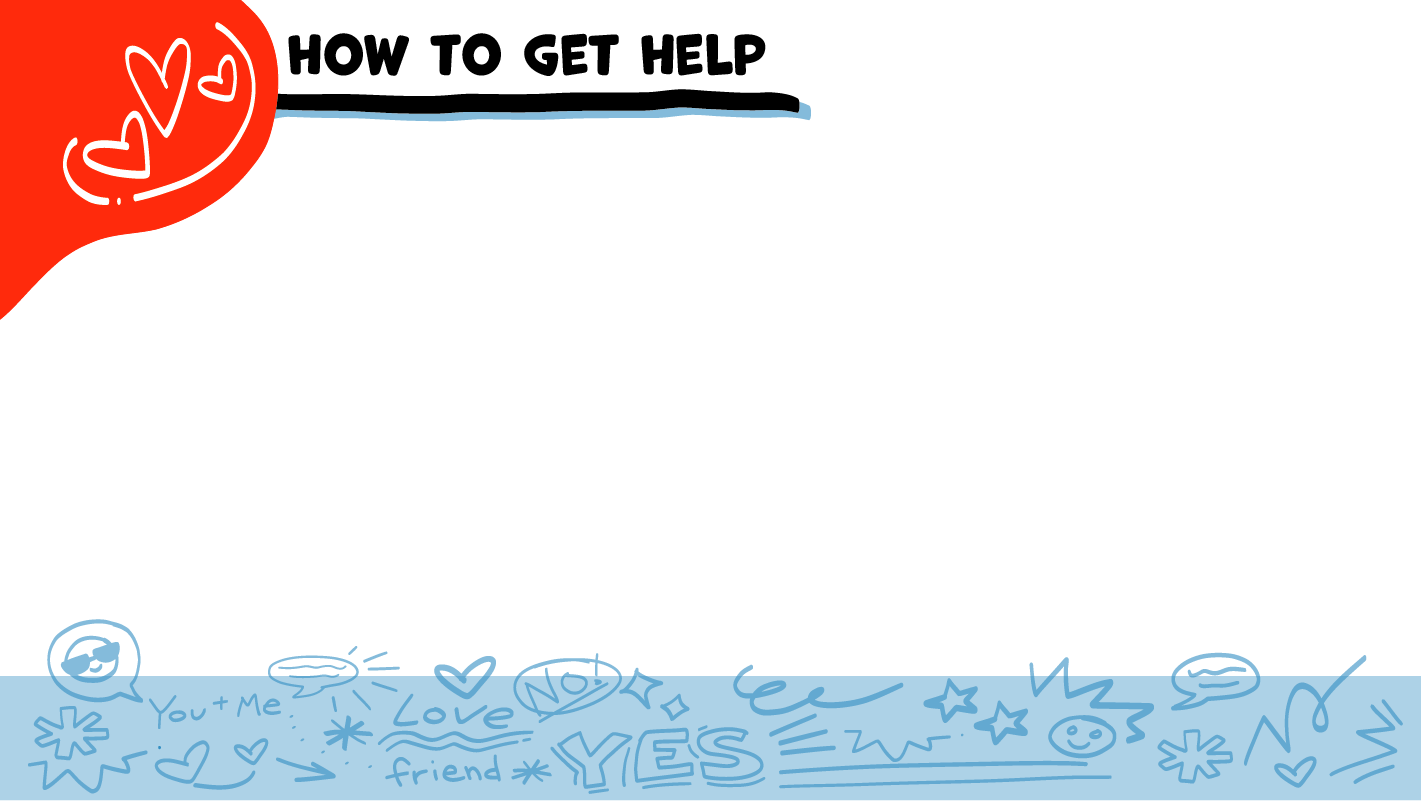 HOW TO GET HELP
You + Me
Love
NO!
friend
YES